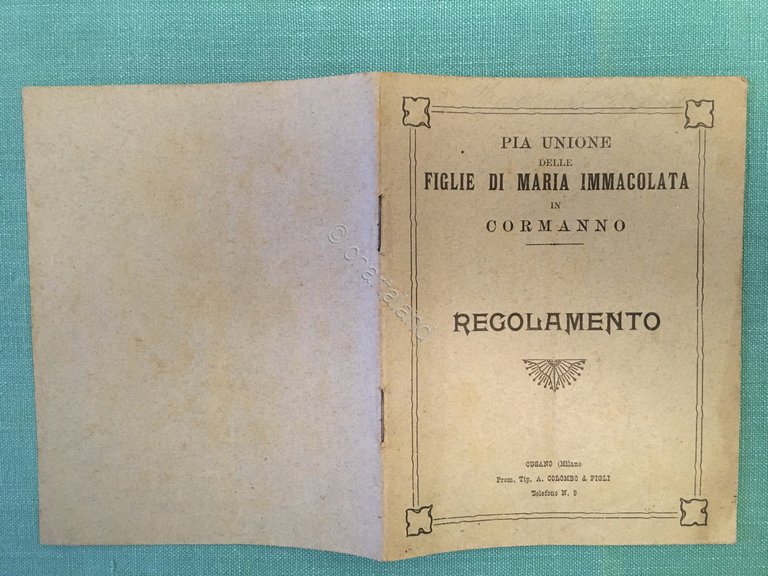 PIA UNIONE
DELLE
FIGLIE DI MARIA IMMACOLATA
IN
CORMANNO
REGOLAMENTO
CUSANO (Milano
Prem. Tip. A. COLOMBO & FIGLI
Telefono N. 9